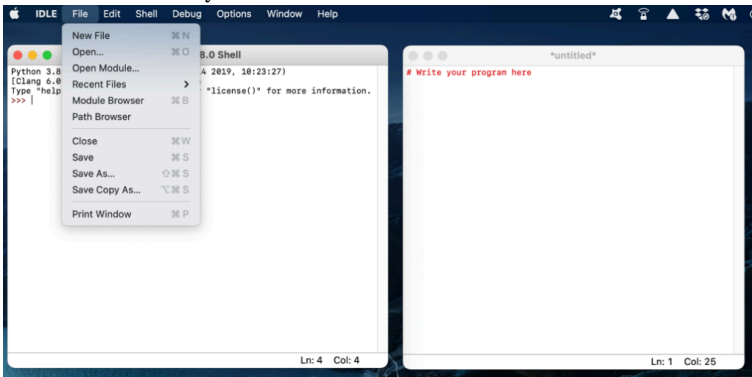 IDLE File Edit Shell Debug Options Window Help
New File ⌘ N
Open... ⌘ O
Open Module...
Recent Files
Module Browser ⌘ B
Path Browser
Close ⌘ W
Save ⌘ S
Save As... ⇧ ⌘ S
Save Copy As... ⌥ ⌘ S
Print Window ⌘ P
8.0 Shell
Python 3.8 4 2019, 10:23:27)
[Clang 6.0
Type "help "license()" for more information.
>>>
Ln: 4 Col: 4
*untitled*
# Write your program here
Ln: 1 Col: 25